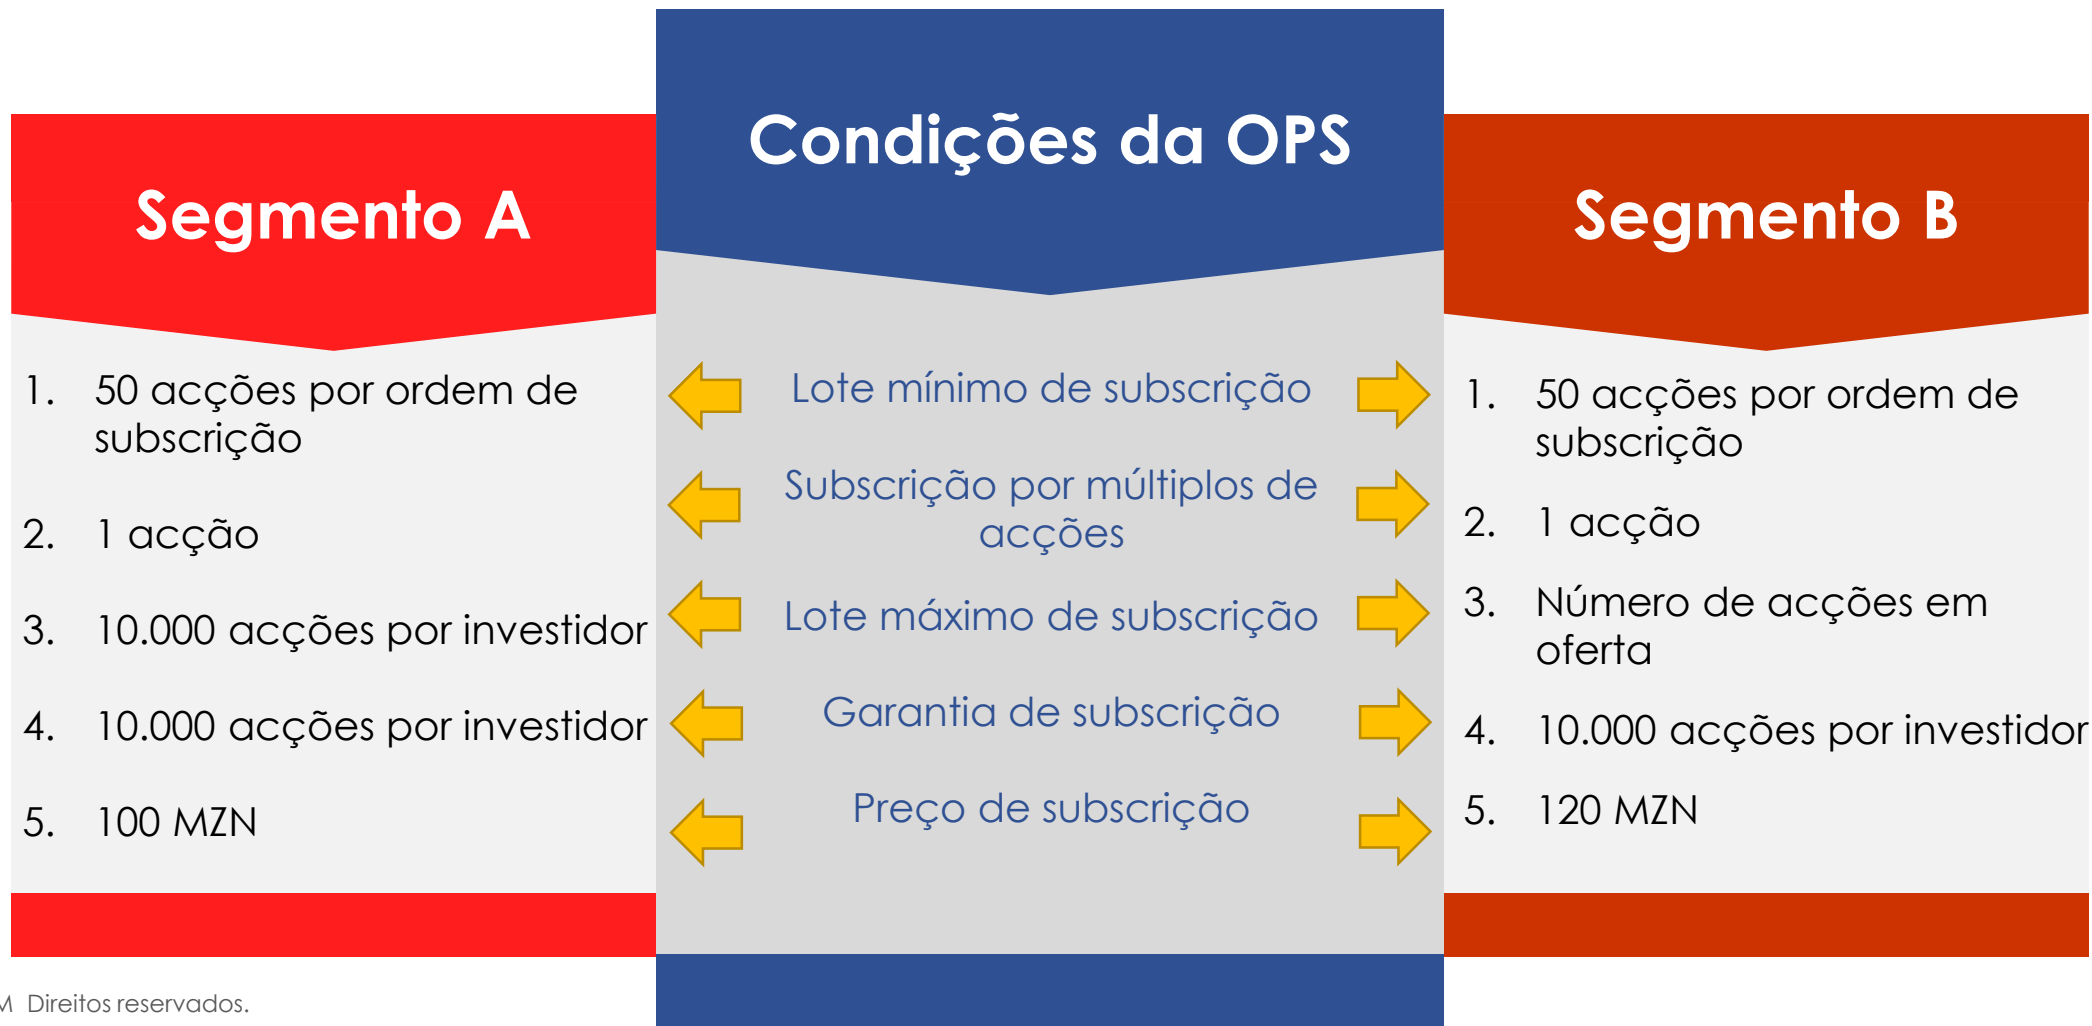 Condições da OPS
Segmento A
1. 50 acções por ordem de
subscrição
2. 1 acção
3. 10.000 acções por investidor
4. 10.000 acções por investidor
5. 100 MZN
Lote mínimo de subscrição
Subscrição por múltiplos de
acções
Lote máximo de subscrição
Garantia de subscrição
Preço de subscrição
Segmento B
1. 50 acções por ordem de
subscrição
2. 1 acção
3. Número de acções em
oferta
4. 10.000 acções por investidor
5. 120 MZN
Direitos reservados.